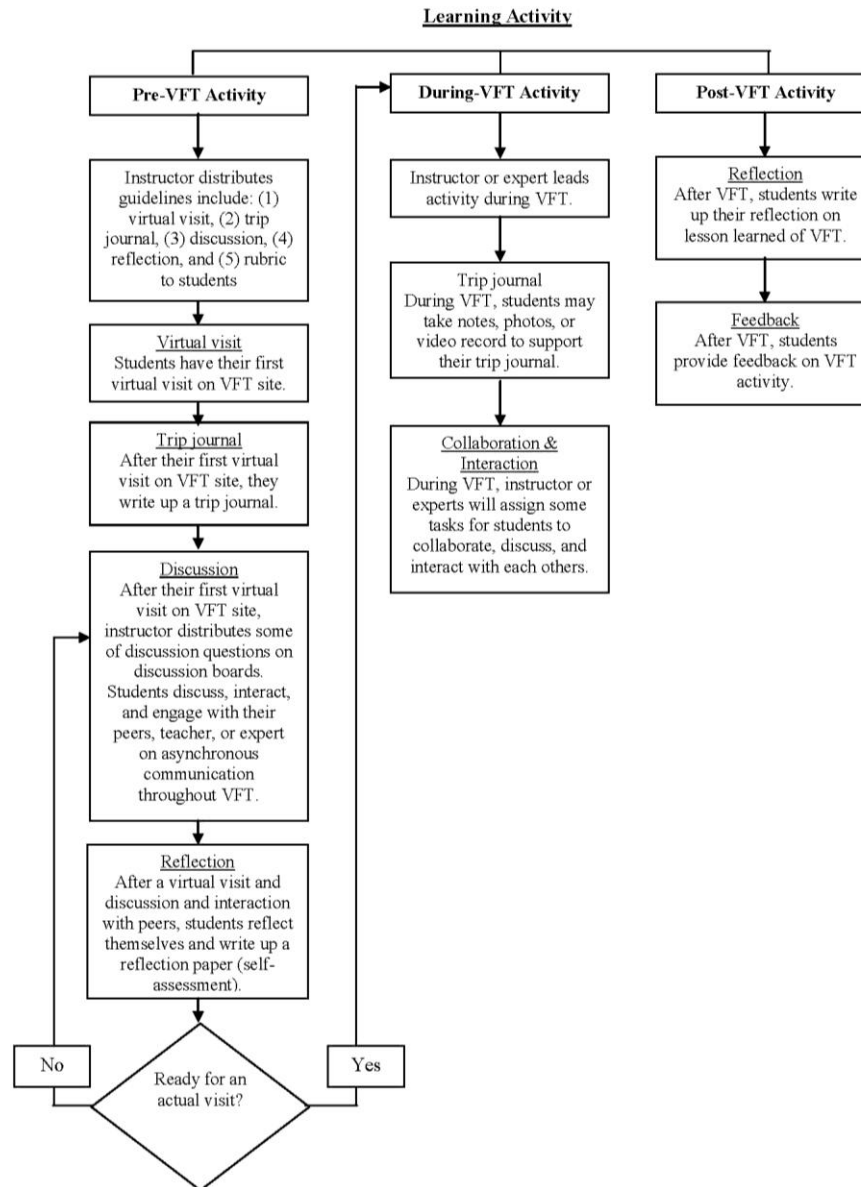 Learning Activity
Pre-VFT Activity
Instructor distributes
guidelines include: (1)
virtual visit, (2) trip
journal, (3) discussion, (4)
reflection, and (5) rubric
to students
Virtual visit
Students have their first
virtual visit on VFT site.
Trip journal
After their first virtual
visit on VFT site, they
write up a trip journal.
Discussion
After their first virtual
visit on VFT site,
instructor distributes some
of discussion questions on
discussion boards.
Students discuss, interact,
and engage with their
peers, teacher, or expert
on asynchronous
communication
throughout VFT.
Reflection
After a virtual visit and
discussion and interaction
with peers, students reflect
themselves and write up a
reflection paper (self-
assessment).
No
Ready for an
actual visit?
Yes
During-VFT Activity
Instructor or expert leads
activity during VFT.
Trip journal
During VFT, students may
take notes, photos, or
video record to support
their trip journal.
Collaboration &
Interaction
During VFT, instructor or
experts will assign some
tasks for students to
collaborate, discuss, and
interact with each others.
Post-VFT Activity
Reflection
After VFT, students write
up their reflection on
lesson learned of VFT.
Feedback
After VFT, students
provide feedback on VFT
activity.